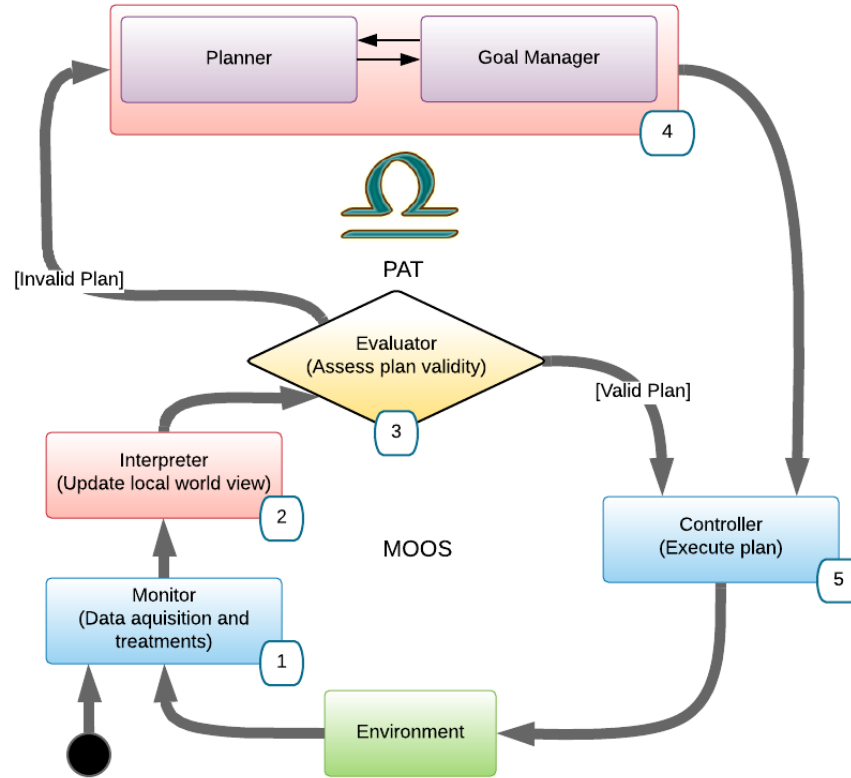 Planner
Goal Manager
4
PAT
[Invalid Plan]
Evaluator
(Assess plan validity)
3
[Valid Plan]
Interpreter
(Update local world view)
2
MOOS
Controller
(Execute plan)
5
Monitor
(Data aquisition and
treatments)
1
Environment